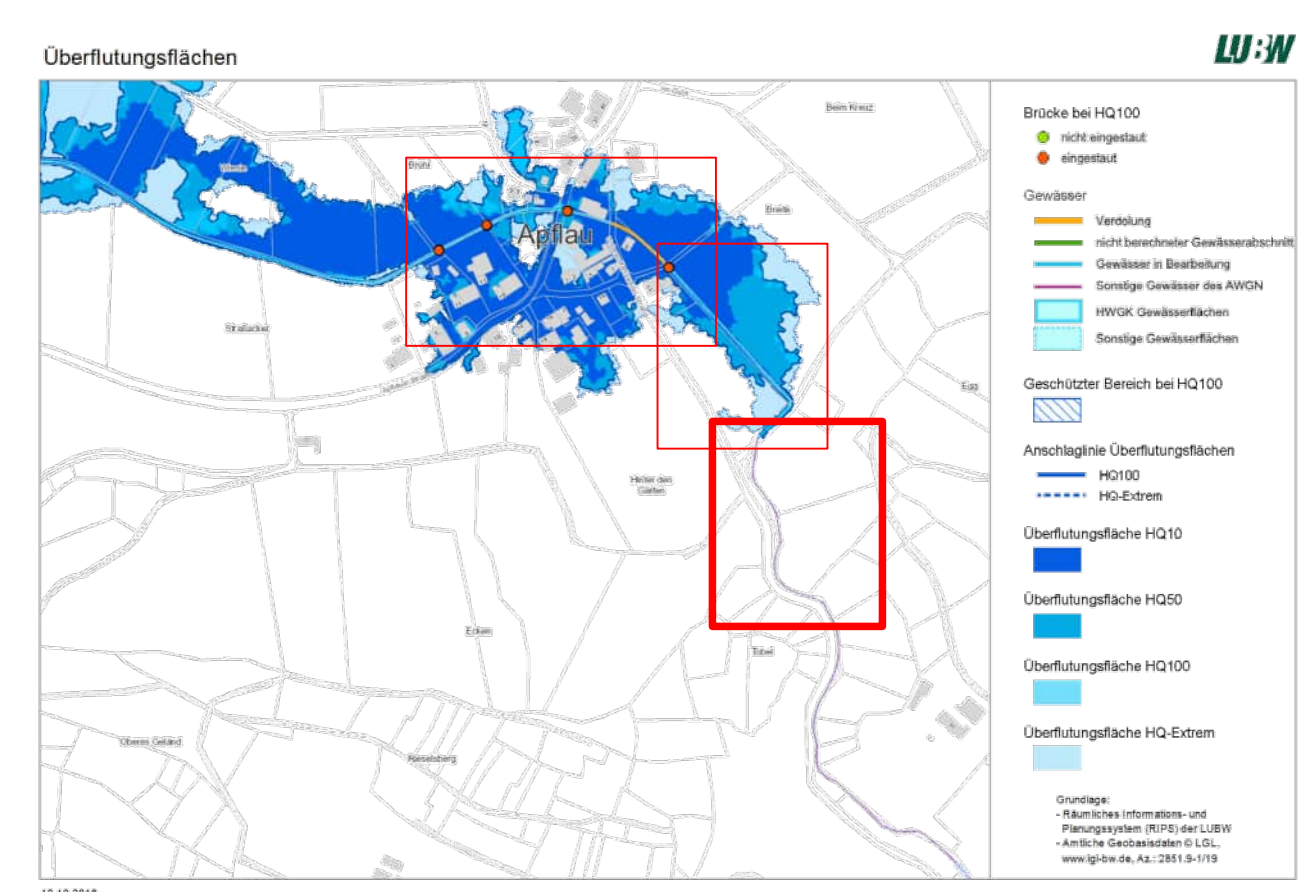 Überflutungsflächen
LUBW
Beim Kreuz
Brühl
Breite
Apflau
Egg
Hinter den
Gärten
Ecken
Tobel
Oberes Geländ
Rieselsberg
Brücke bei HQ100
nicht eingestaut
eingestaut
Gewässer
Verdolung
nicht berechneter Gewässerabschnitt
Gewässer in Bearbeitung
Sonstige Gewässer des AWGN
HWGK Gewässerflächen
Sonstige Gewässerflächen
Geschützter Bereich bei HQ100
Anschlaglinie Überflutungsflächen
HQ100
HQ-Extrem
Überflutungsfläche HQ10
Überflutungsfläche HQ50
Überflutungsfläche HQ100
Überflutungsfläche HQ-Extrem
Grundlage:
- Räumliches Informations- und
Planungssystem (RIPS) der LUBW
- Amtliche Geobasisdaten © LGL,
www.lgl-bw.de, Az.: 2851.9-1/19